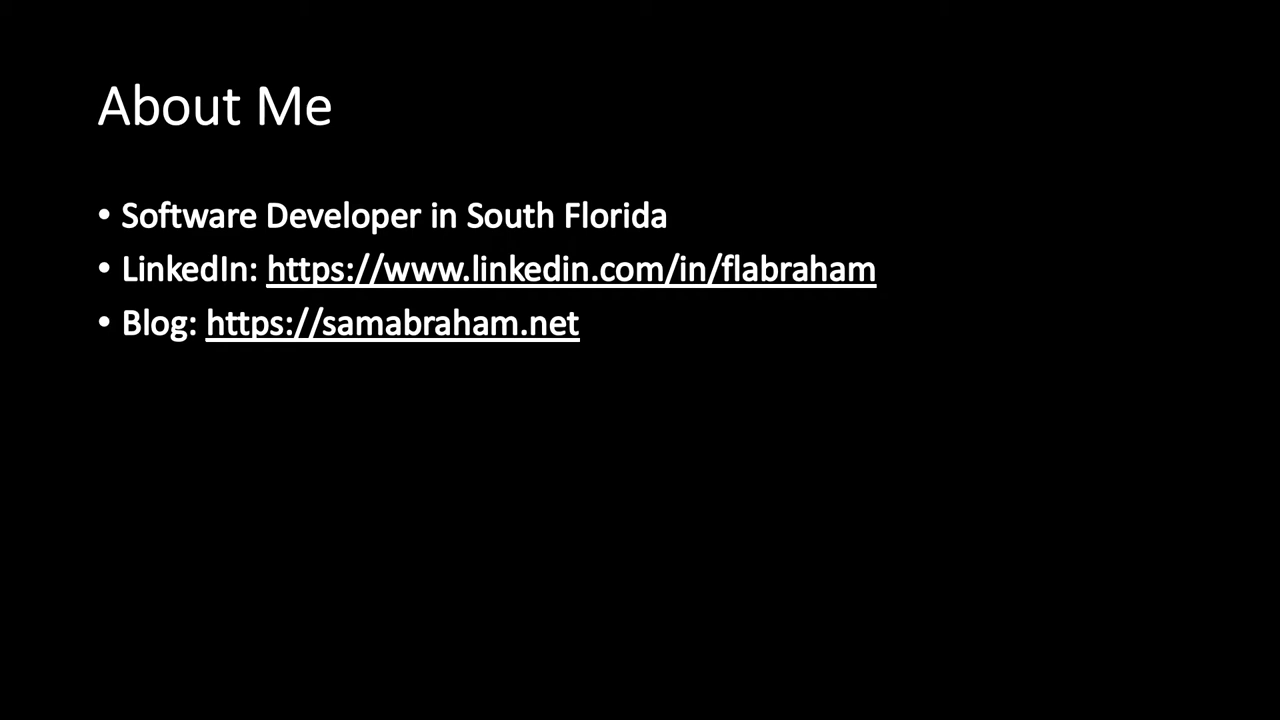 About Me
• Software Developer in South Florida
• LinkedIn: https://www.linkedin.com/in/flabraham
• Blog: https://samabraham.net